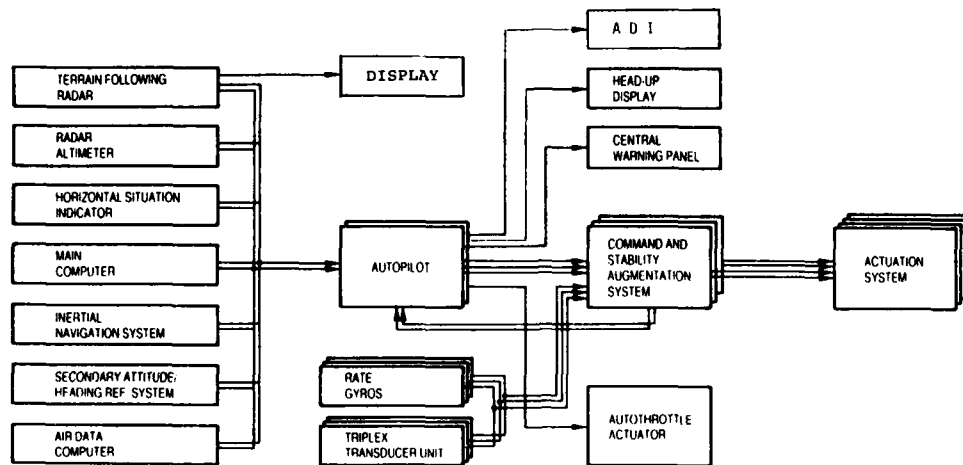 A D I
TERRAIN FOLLOWING
RADAR
DISPLAY
HEAD-UP
DISPLAY
RADAR
ALTIMETER
CENTRAL
WARNING PANEL
HORIZONTAL SITUATION
INDICATOR
MAIN
COMPUTER
AUTOPILOT
COMMAND AND
STABILITY
AUGMENTATION
SYSTEM
ACTUATION
SYSTEM
INERTIAL
NAVIGATION SYSTEM
SECONDARY ATTITUDE/
HEADING REF. SYSTEM
RATE
GYROS
AUTOTHROTTLE
ACTUATOR
AIR DATA
COMPUTER
TRIPLEX
TRANSDUCER UNIT